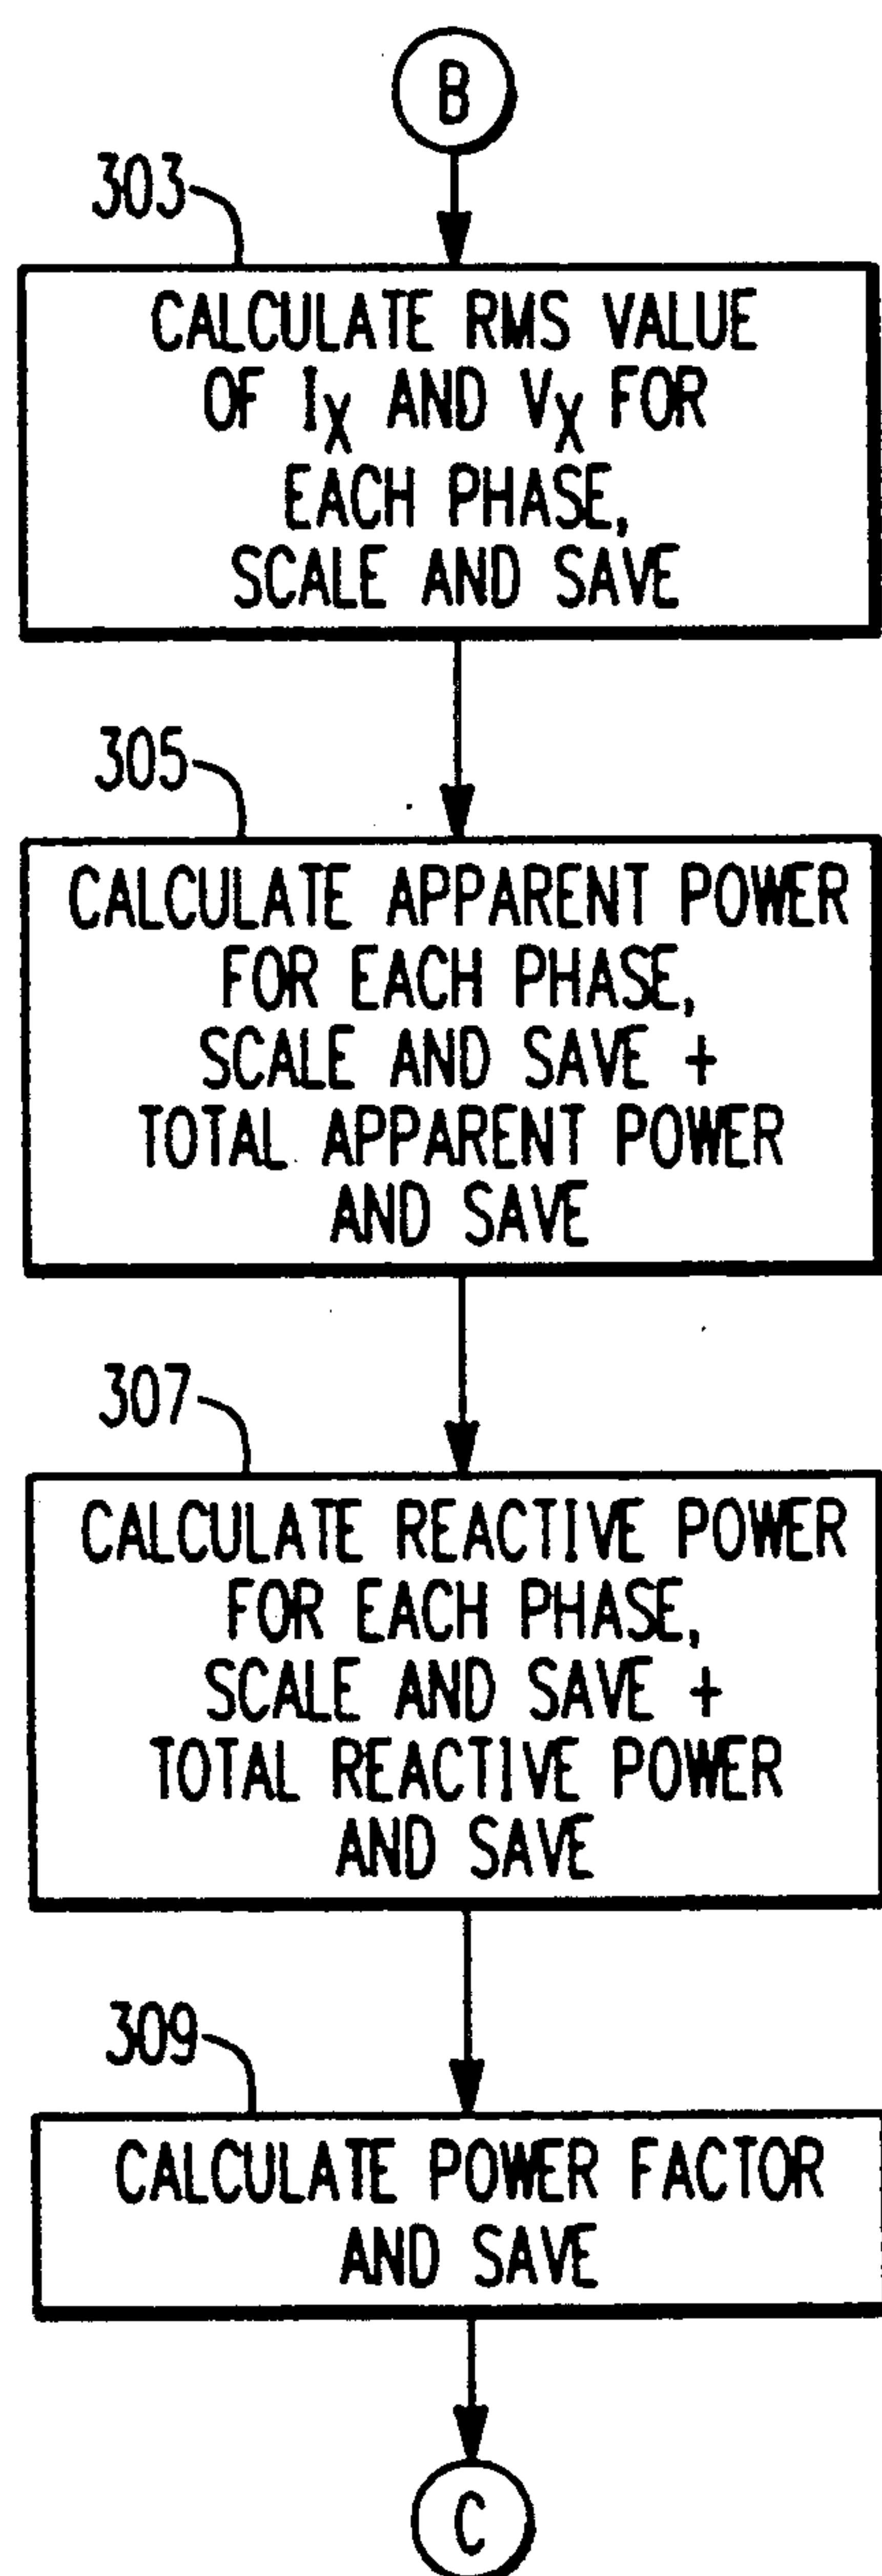 B
303
CALCULATE RMS VALUE
OF IX AND VX FOR
EACH PHASE,
SCALE AND SAVE
305
CALCULATE APPARENT POWER
FOR EACH PHASE,
SCALE AND SAVE +
TOTAL APPARENT POWER
AND SAVE
307
CALCULATE REACTIVE POWER
FOR EACH PHASE,
SCALE AND SAVE +
TOTAL REACTIVE POWER
AND SAVE
309
CALCULATE POWER FACTOR
AND SAVE
C